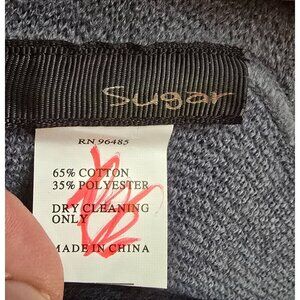 Sugar
RN 96485
65% COTTON
35% POLYESTER
DRY CLEANING
ONLY
MADE IN CHINA